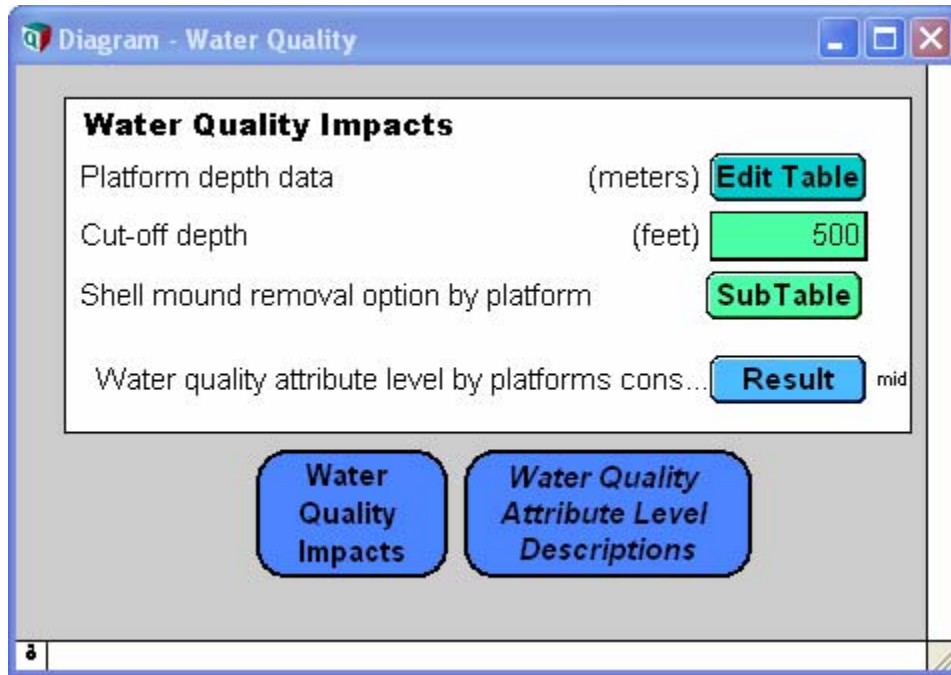 Diagram - Water Quality
Water Quality Impacts
Platform depth data (meters) Edit Table
Cut-off depth (feet) 500
Shell mound removal option by platform SubTable
Water quality attribute level by platforms cons... Result mid
Water
Quality
Impacts
Water Quality
Attribute Level
Descriptions